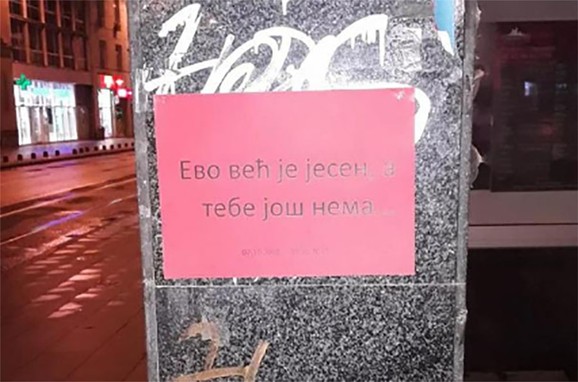 Ево већ је јесен, а
тебе још нема...